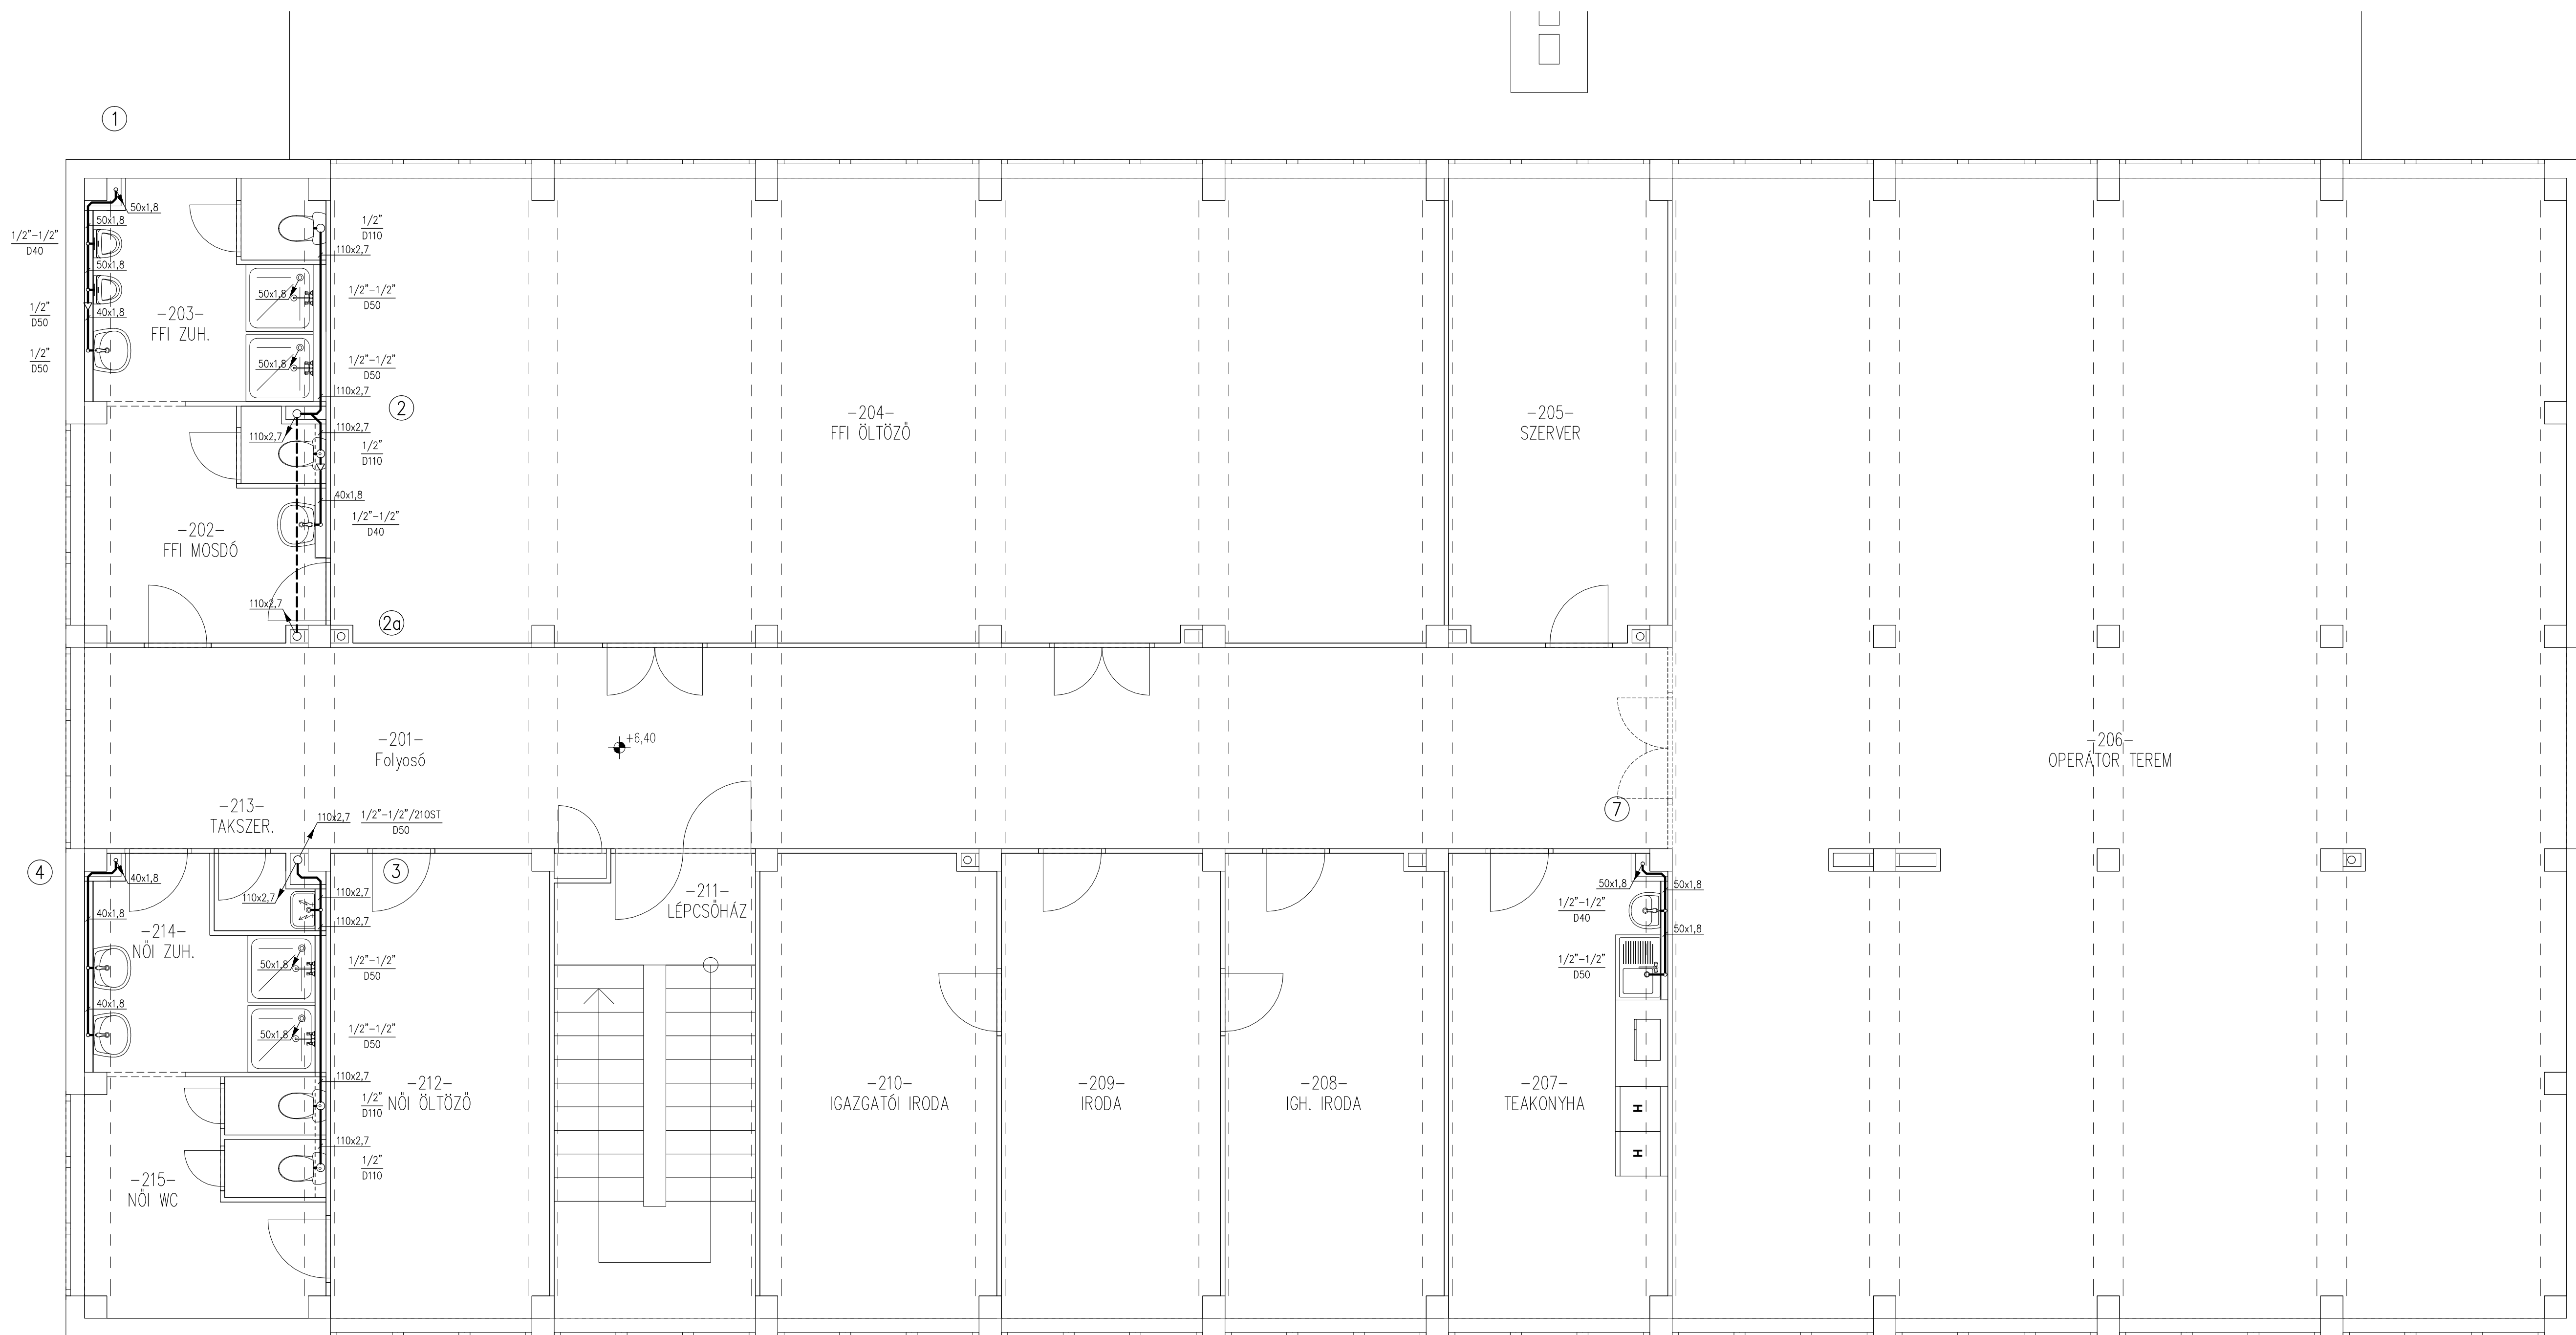 1
50x1,8
50x1,8
1/2"-1/2"
D40
50x1,8
1/2"
D50
40x1,8
1/2"
D50
-203-
FFI ZUH.
1/2"
D110
110x2,7
50x1,8
1/2"-1/2"
D50
50x1,8
1/2"-1/2"
D50
110x2,7
2
110x2,7
110x2,7
1/2"
D110
40x1,8
1/2"-1/2"
D40
-202-
FFI MOSDÓ
110x2,7
2a
-204-
FFI ÖLTÖZŐ
-205-
SZERVER
-201-
Folyosó
+6,40
-206-
OPERÁTOR TEREM
7
-213-
TAKSZER.
110x2,7
1/2"-1/2"/210ST
D50
4
40x1,8
110x2,7
3
110x2,7
110x2,7
40x1,8
-214-
NŐI ZUH.
50x1,8
1/2"-1/2"
D50
40x1,8
50x1,8
1/2"-1/2"
D50
110x2,7
1/2"
D110
110x2,7
1/2"
D110
-215-
NŐI WC
-212-
NŐI ÖLTÖZŐ
-211-
LÉPCSŐHÁZ
-210-
IGAZGATÓI IRODA
-209-
IRODA
-208-
IGH. IRODA
-207-
TEAKONYHA
50x1,8
50x1,8
1/2"-1/2"
D40
50x1,8
1/2"-1/2"
D50
H
H